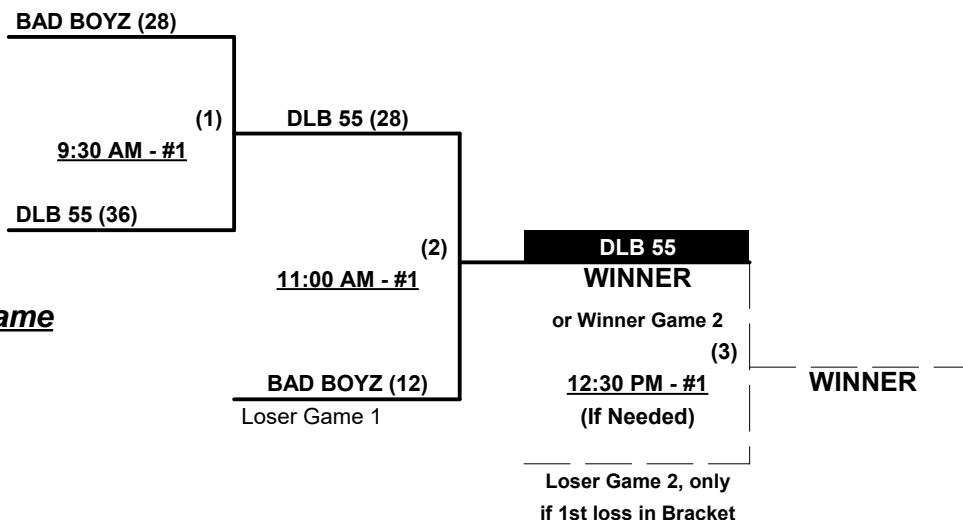 BAD BOYZ (28)
(1)
9:30 AM - #1
DLB 55 (36)
DLB 55 (28)
(2)
11:00 AM - #1
BAD BOYZ (12)
Loser Game 1
DLB 55
WINNER
or Winner Game 2
(3)
12:30 PM - #1
(If Needed)
Loser Game 2, only
if 1st loss in Bracket
WINNER